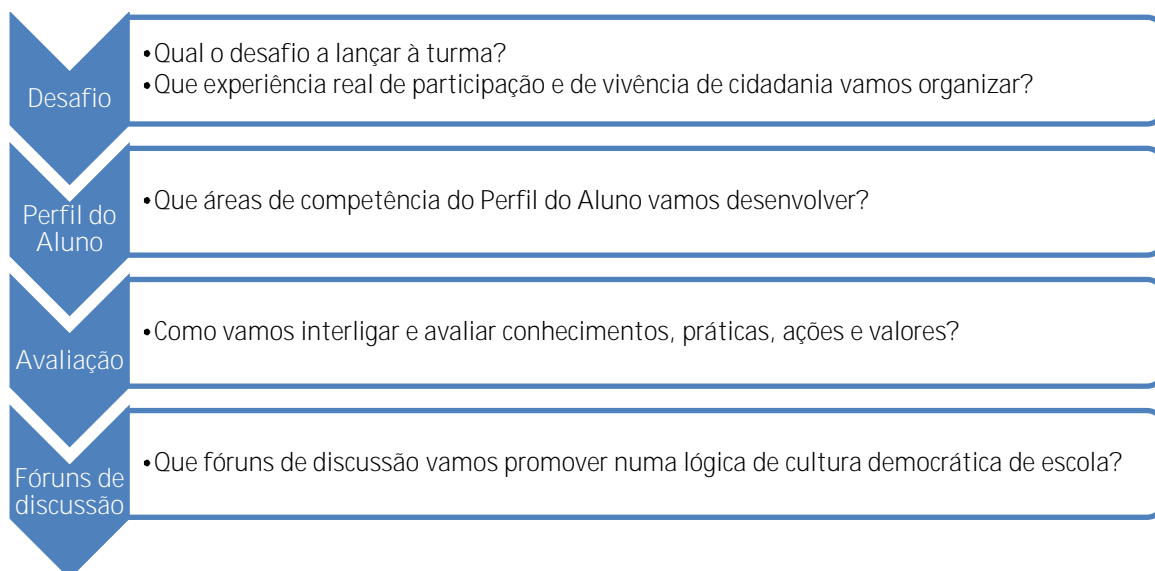 Desafio
•Qual o desafio a lançar à turma?
•Que experiência real de participação e de vivência de cidadania vamos organizar?
Perfil do
Aluno
•Que áreas de competência do Perfil do Aluno vamos desenvolver?
Avaliação
•Como vamos interligar e avaliar conhecimentos, práticas, ações e valores?
Fóruns de
discussão
•Que fóruns de discussão vamos promover numa lógica de cultura democrática de escola?